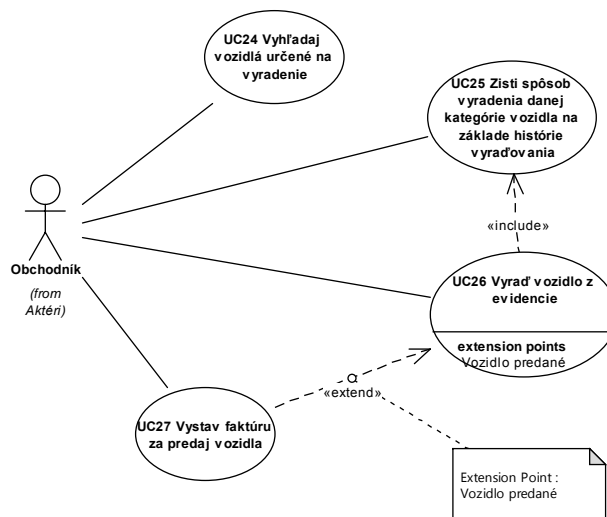 UC24 Vyhľadaj
vozidlá určené na
vyradenie
UC25 Zisti spôsob
vyradenia danej
kategórie vozidla na
základe histórie
vyraďovania
«include»
Obchodník
(from
Aktéri)
UC26 Vyraď vozidlo z
evidencie
extension points
Vozidlo predané
«extend»
UC27 Vystav faktúru
za predaj vozidla
Extension Point :
Vozidlo predané